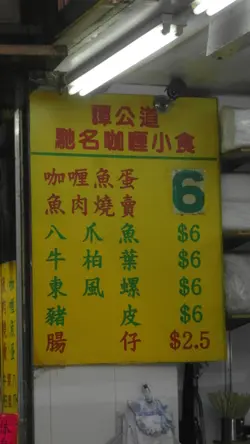 譚公道
馳名咖喱小食
咖喱魚蛋
魚肉燒賣 6
八爪魚 $6
牛柏葉 $6
東風螺 $6
豬皮 $6
腸仔 $2.5